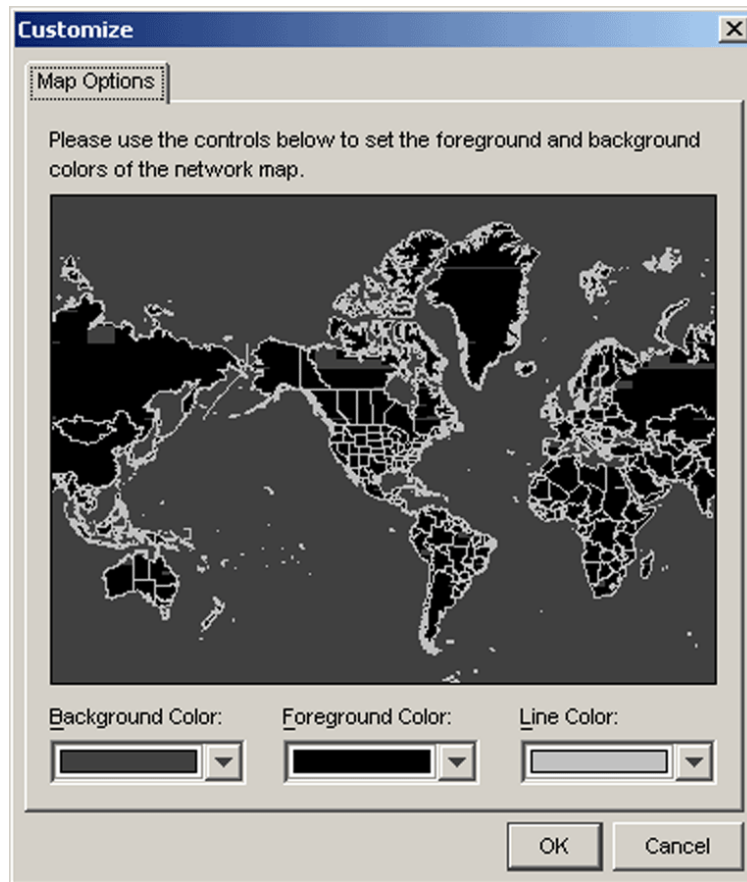 Customize
Map Options
Please use the controls below to set the foreground and background
colors of the network map.
Background Color:
Foreground Color:
Line Color:
OK
Cancel